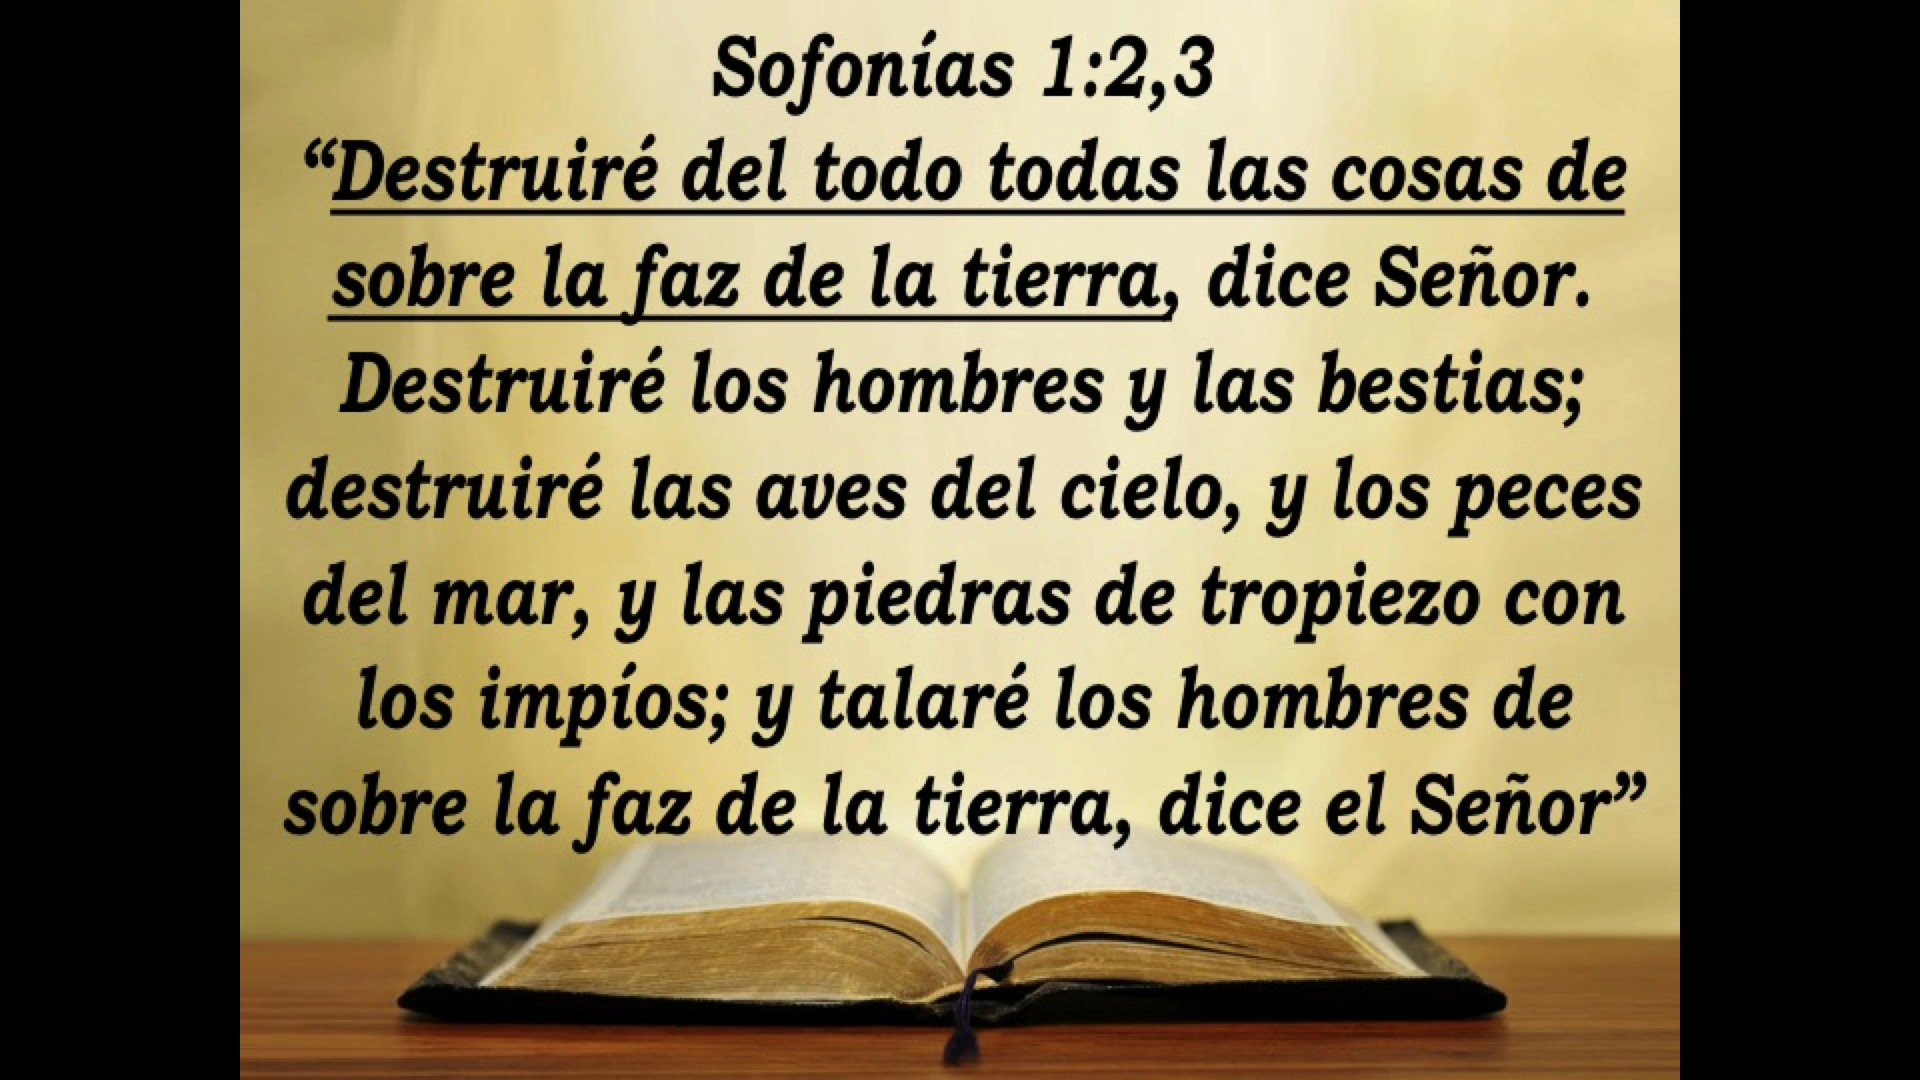 Sofonías 1:2,3
“Destruiré del todo todas las cosas de
sobre la faz de la tierra, dice Señor.
Destruiré los hombres y las bestias;
destruiré las aves del cielo, y los peces
del mar, y las piedras de tropiezo con
los impíos; y talaré los hombres de
sobre la faz de la tierra, dice el Señor”